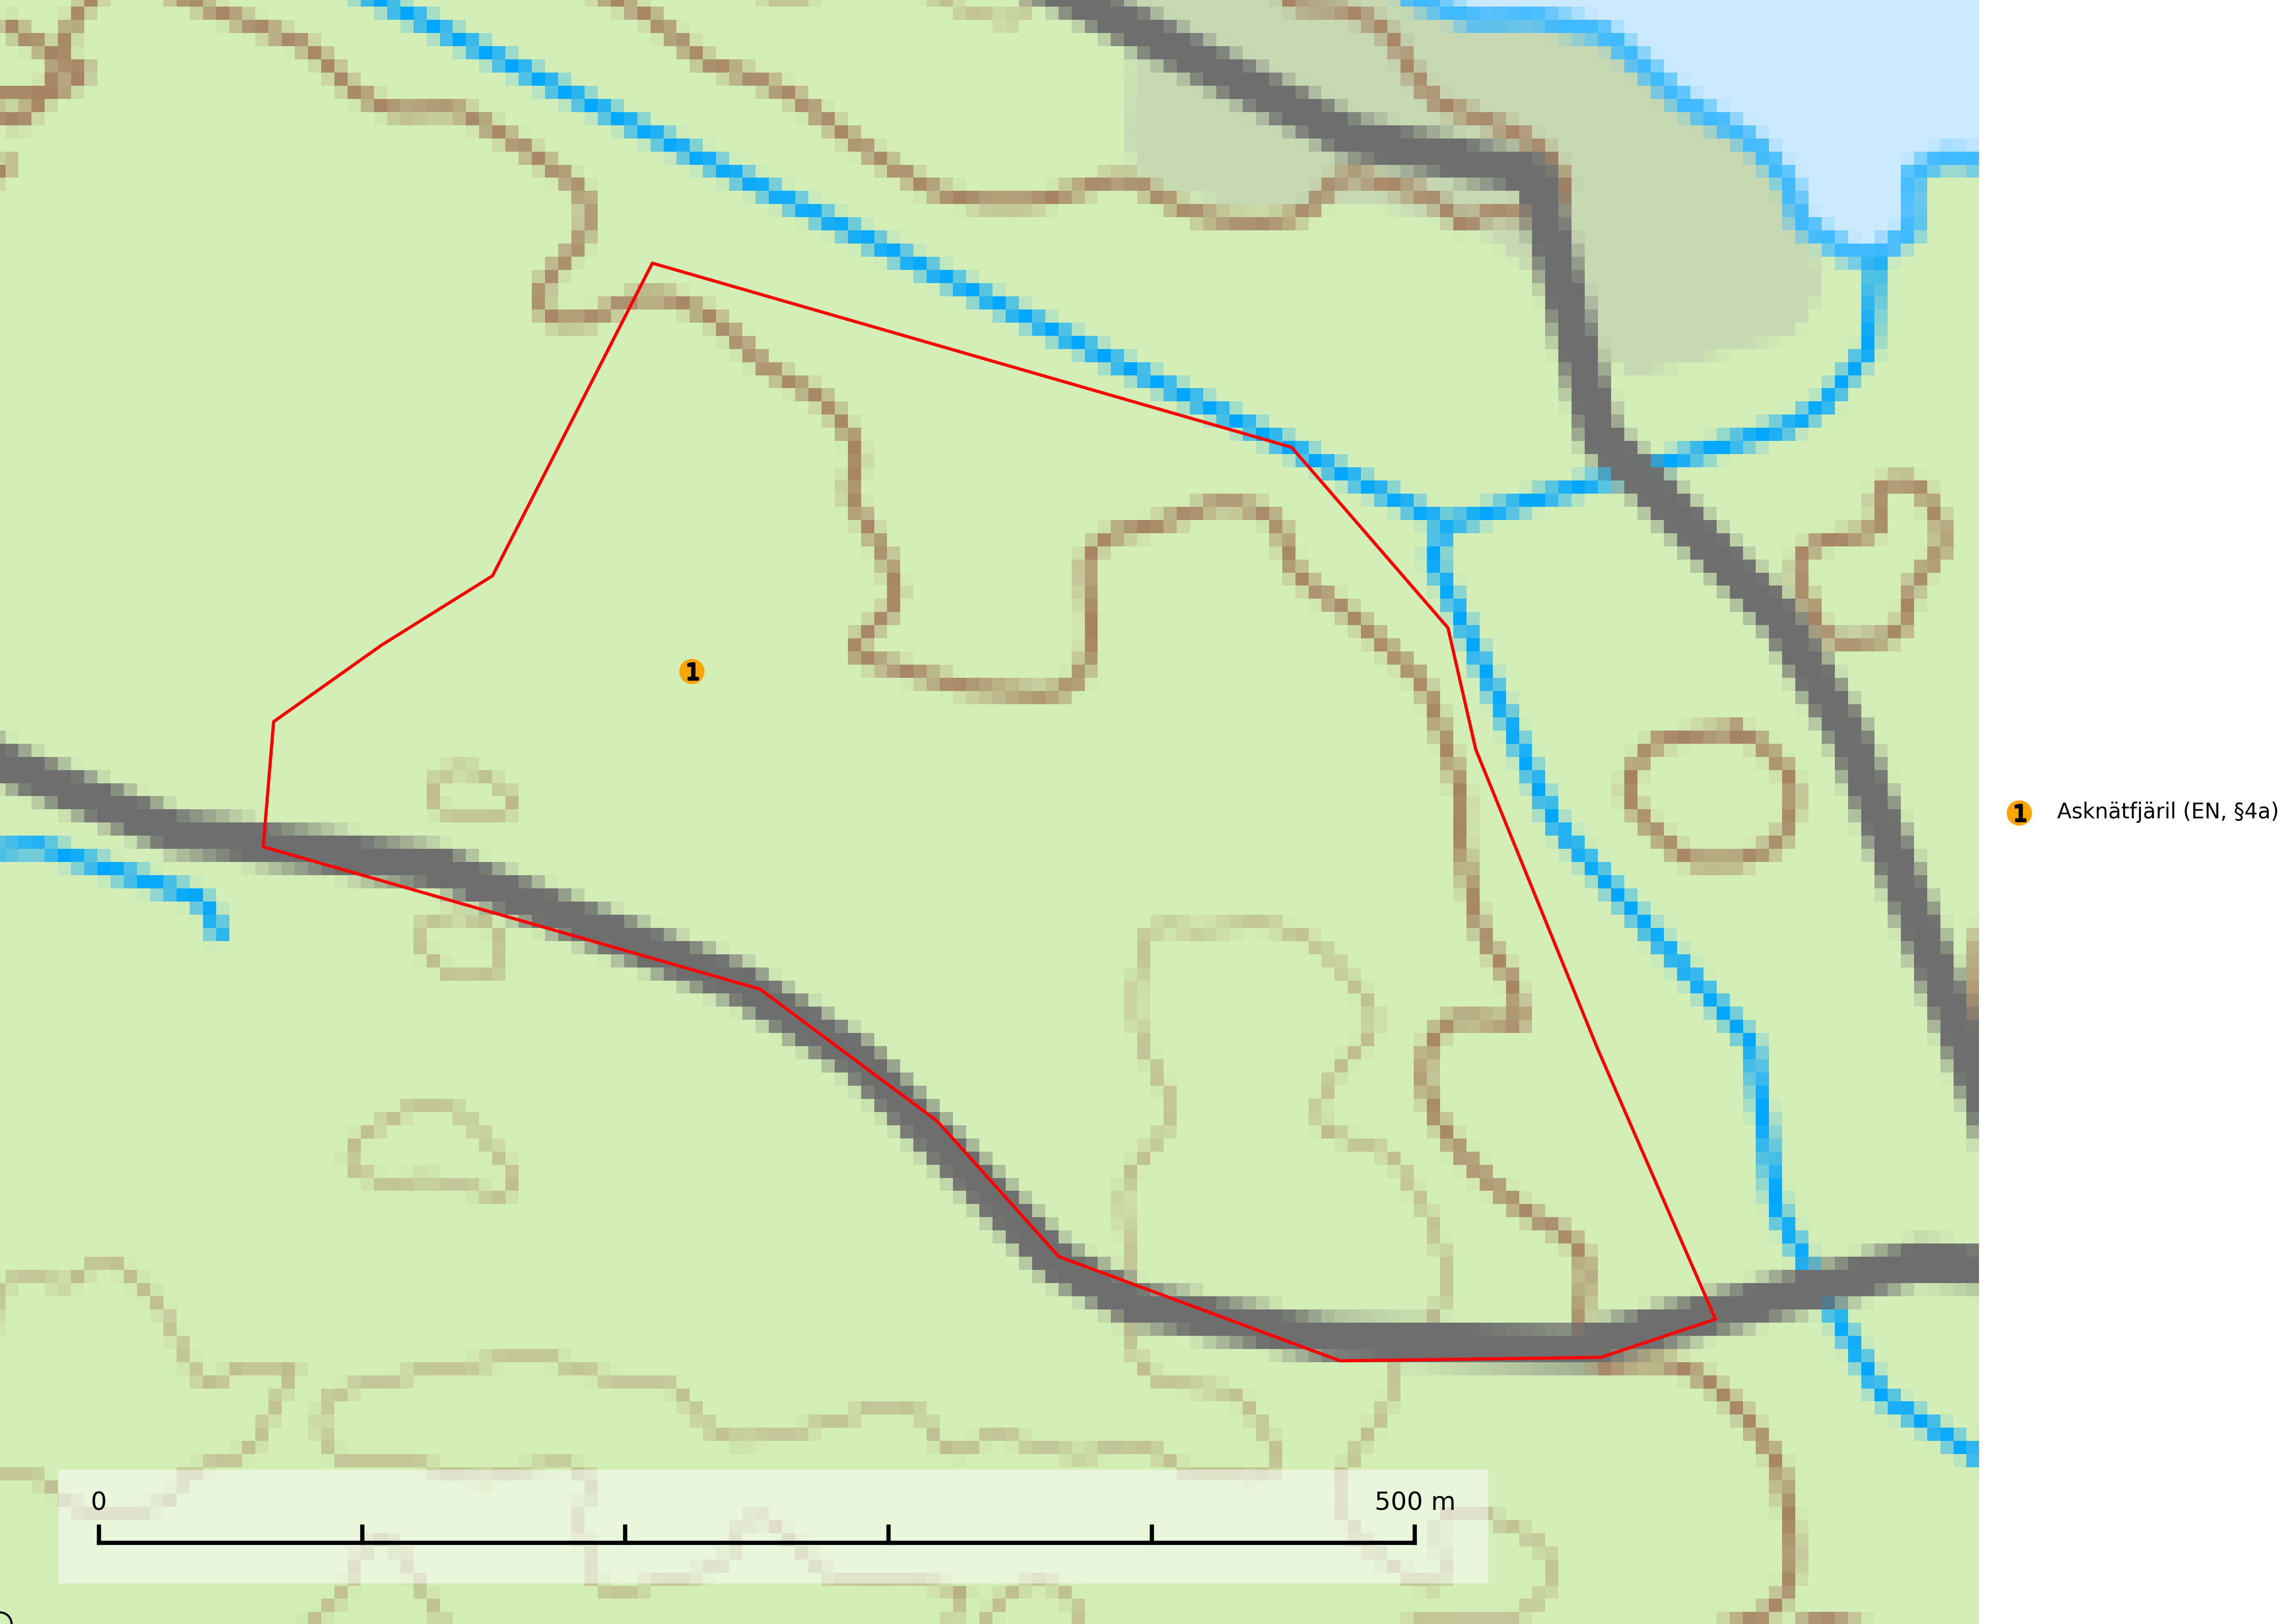 1
1 Asknätfjäril (EN, §4a)
0 500 m